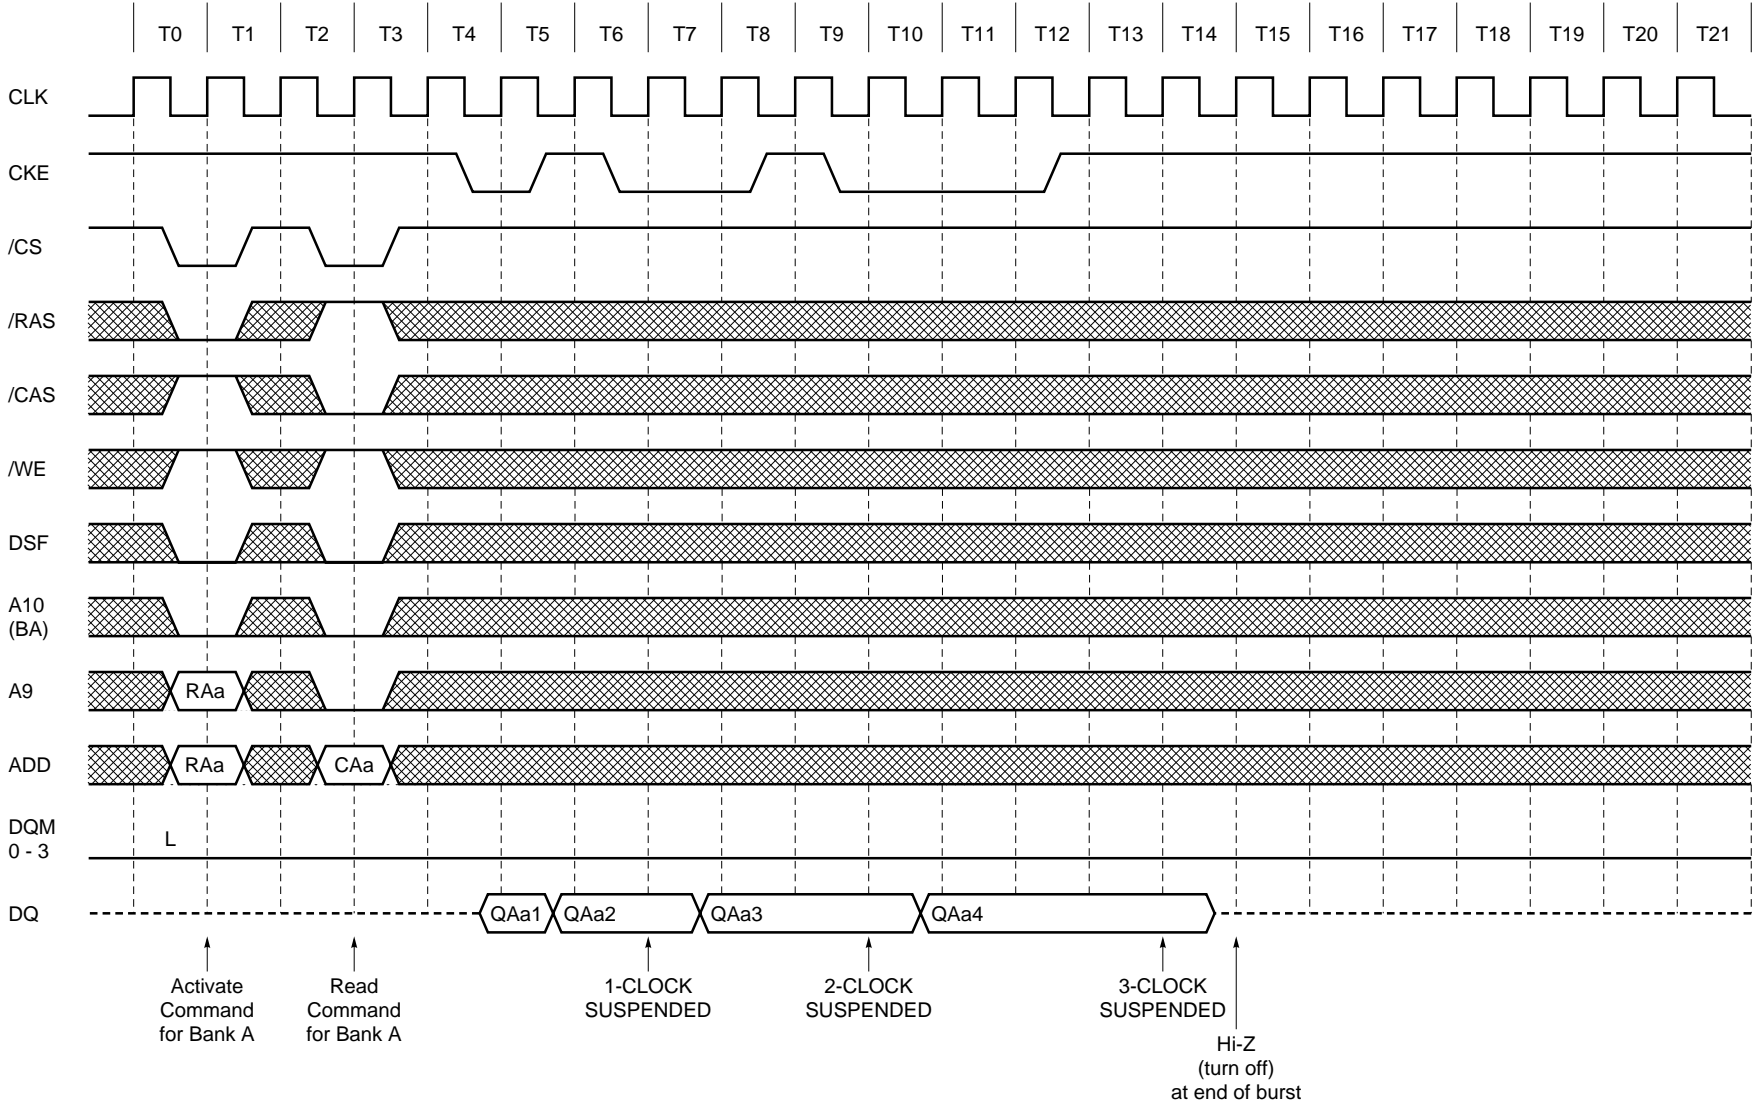 T0 T1 T2 T3 T4 T5 T6 T7 T8 T9 T10 T11 T12 T13 T14 T15 T16 T17 T18 T19 T20 T21
CLK
CKE
/CS
/RAS
/CAS
/WE
DSF
A10
(BA)
A9 RAa
ADD RAa CAa
DQM
0 - 3
L
DQ QAa1 QAa2 QAa3 QAa4
Activate
Command
for Bank A
Read
Command
for Bank A
1-CLOCK
SUSPENDED
2-CLOCK
SUSPENDED
3-CLOCK
SUSPENDED
Hi-Z
(turn off)
at end of burst